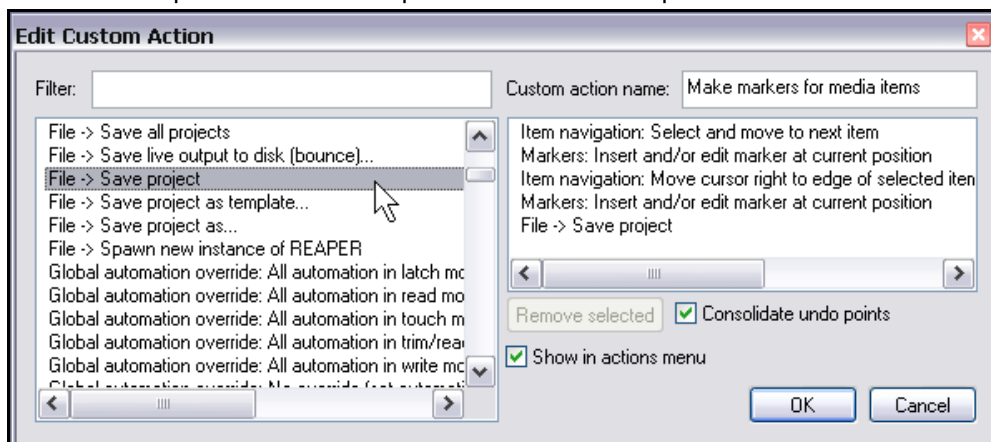 Edit Custom Action
Filter:
Custom action name: Make markers for media items
File -> Save all projects
File -> Save live output to disk (bounce)...
File -> Save project
File -> Save project as template...
File -> Save project as...
File -> Spawn new instance of REAPER
Global automation override: All automation in latch mo
Global automation override: All automation in read mo
Global automation override: All automation in touch m
Global automation override: All automation in trim/rea
Global automation override: All automation in write mo
Item navigation: Select and move to next item
Markers: Insert and/or edit marker at current position
Item navigation: Move cursor right to edge of selected iten
Markers: Insert and/or edit marker at current position
File -> Save project
Remove selected
Consolidate undo points
Show in actions menu
OK
Cancel